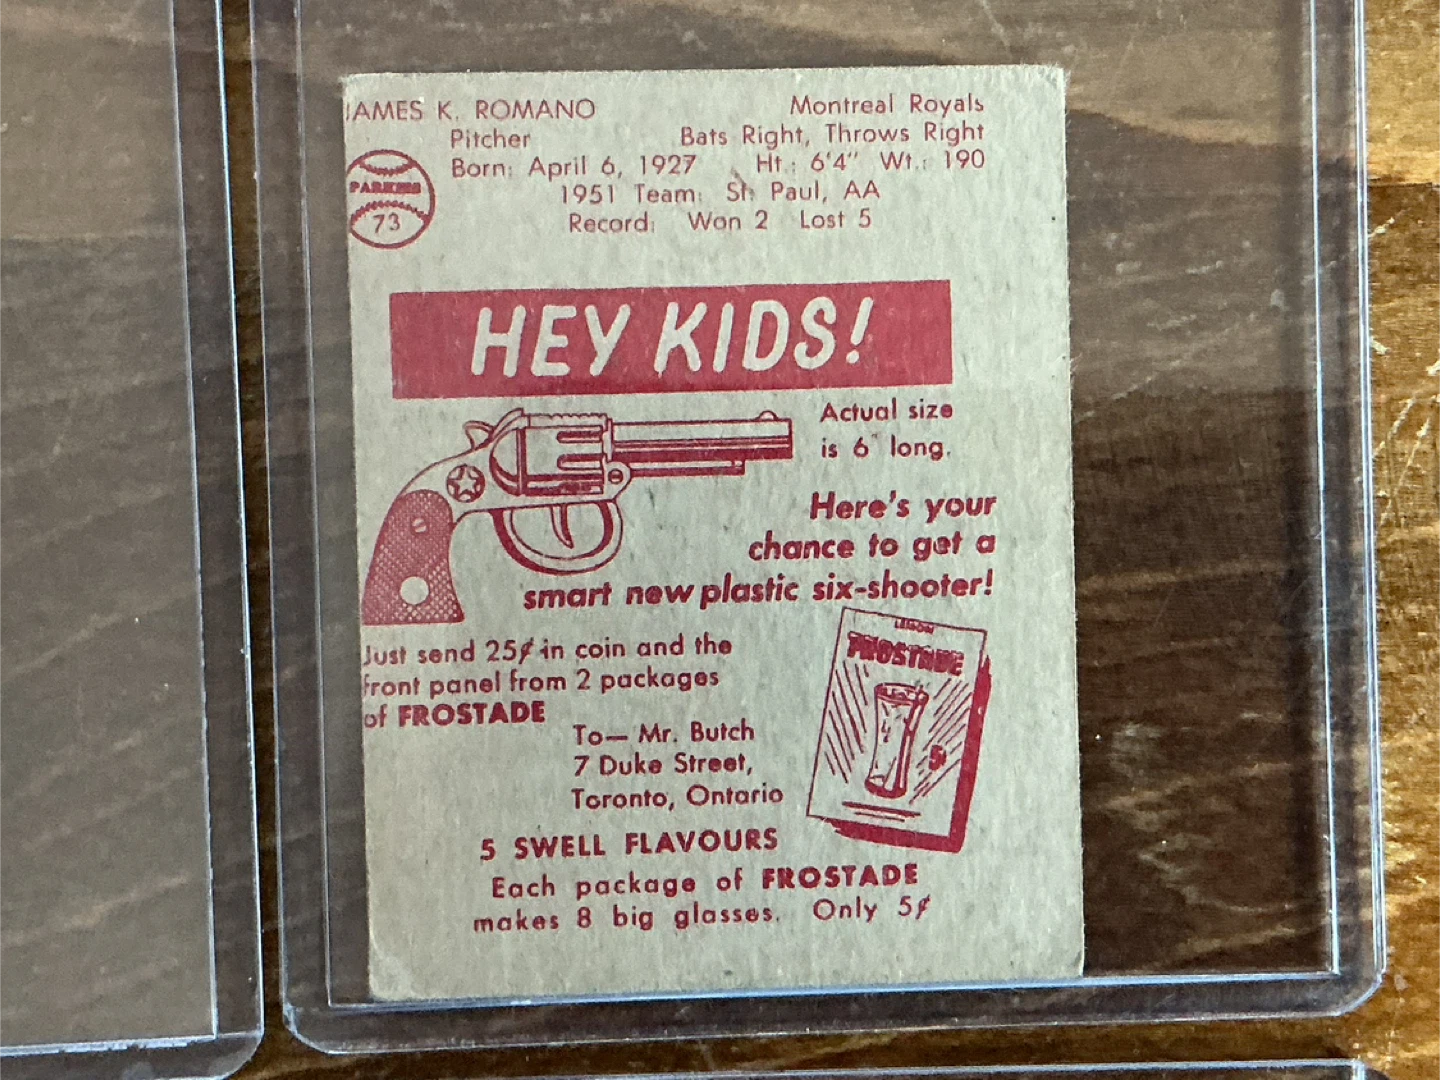 JAMES K. ROMANO Montreal Royals
Pitcher Bats Right, Throws Right
Born: April 6, 1927 Ht.: 6'4" Wt.: 190
1951 Team: St. Paul, AA
Record: Won 2 Lost 5
PARKERS
73
HEY KIDS!
Actual size
is 6" long.
Here's your
chance to get a
smart new plastic six-shooter!
Just send 25¢ in coin and the
front panel from 2 packages
of FROSTADE
To— Mr. Butch
7 Duke Street,
Toronto, Ontario
FROSTADE
5¢
5 SWELL FLAVOURS
Each package of FROSTADE
makes 8 big glasses. Only 5¢